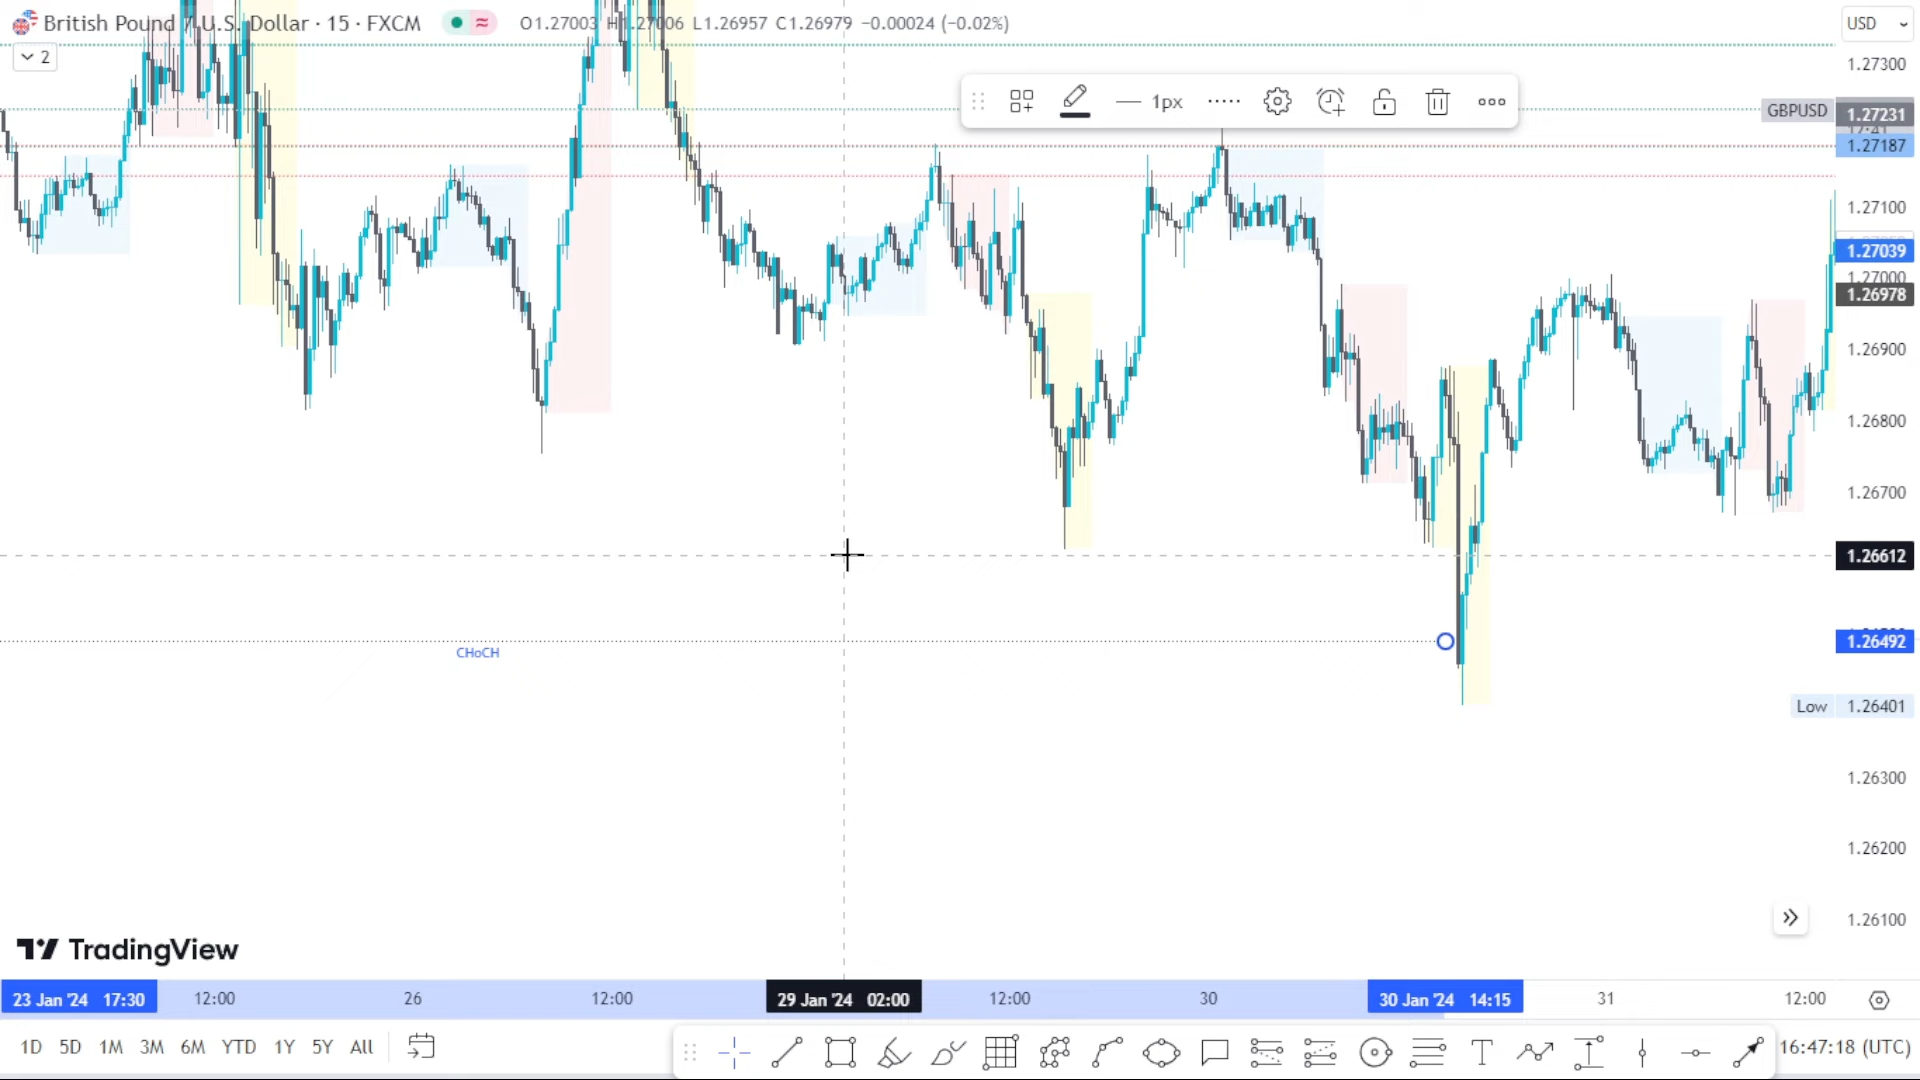 British Pound / U.S. Dollar · 15 · FXCM
O1.27003 H1.27006 L1.26957 C1.26979 −0.00024 (−0.02%)
USD
2
1.27300
1px
GBPUSD
1.27231
12:41
1.27187
1.27100
1.27039
1.27000
1.26978
1.26900
1.26800
1.26700
1.26612
1.26492
CHoCH
Low 1.26401
1.26300
1.26200
1.26100
TradingView
23 Jan '24 17:30
12:00
26
12:00
29 Jan '24 02:00
12:00
30
30 Jan '24 14:15
31
12:00
1D 5D 1M 3M 6M YTD 1Y 5Y All
T
16:47:18 (UTC)